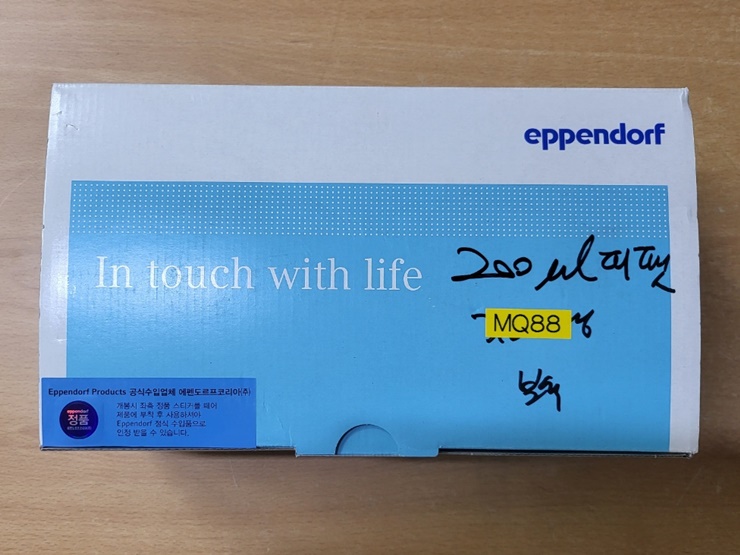 eppendorf
In touch with life
200 μl 피펫
MQ88
Eppendorf Products 공식수입업체 에펜도르프코리아(주)
eppendorf
정품
개봉시 좌측 정품 스티커를 떼어
제품에 부착 후 사용하셔야
Eppendorf 정식 수입품으로
인정 받을 수 있습니다.